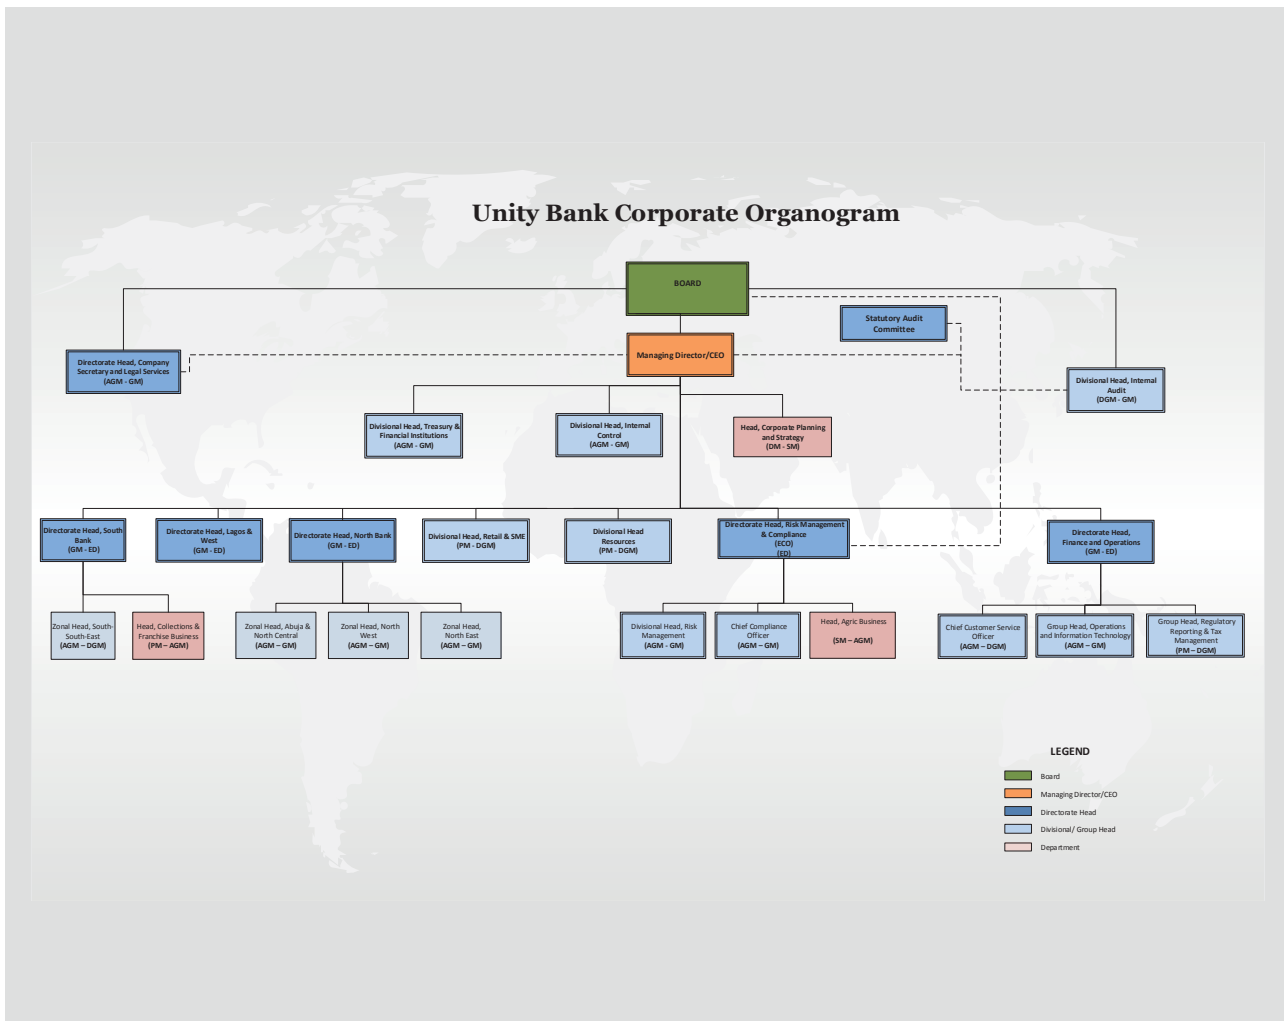 Unity Bank Corporate Organogram
BOARD
Statutory Audit
Committee
Managing Director/CEO
Directorate Head, Company
Secretary and Legal Services
(AGM - GM)
Divisional Head, Internal
Audit
(DGM - GM)
Divisional Head, Treasury &
Financial Institutions
(AGM - GM)
Divisional Head, Internal
Control
(AGM - GM)
Head, Corporate Planning
and Strategy
(DM - SM)
Directorate Head, South
Bank
(GM - ED)
Directorate Head, Lagos &
West
(GM - ED)
Directorate Head, North Bank
(GM - ED)
Divisional Head, Retail & SME
(PM - DGM)
Divisional Head
Resources
(PM - DGM)
Directorate Head, Risk Management
& Compliance
(ECO)
(ED)
Directorate Head,
Finance and Operations
(GM - ED)
Zonal Head, South-
South-East
(AGM – DGM)
Head, Collections &
Franchise Business
(PM – AGM)
Zonal Head, Abuja &
North Central
(AGM – GM)
Zonal Head, North
West
(AGM – GM)
Zonal Head,
North East
(AGM – GM)
Divisional Head, Risk
Management
(AGM - GM)
Chief Compliance
Officer
(AGM – GM)
Head, Agric Business
(SM – AGM)
Chief Customer Service
Officer
(AGM – DGM)
Group Head, Operations
and Information Technology
(AGM – GM)
Group Head, Regulatory
Reporting & Tax
Management
(PM – DGM)
LEGEND
Board
Managing Director/CEO
Directorate Head
Divisional/ Group Head
Department